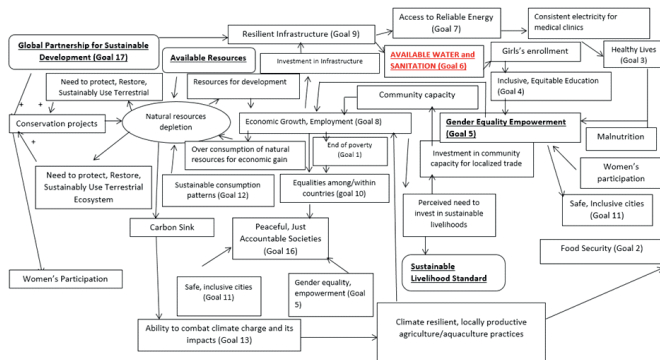 Access to Reliable Energy
(Goal 7)
Consistent electricity for
medical clinics
Resilient Infrastructure (Goal 9)
Global Partnership for Sustainable
Development (Goal 17)
Available Resources
Investment in Infrastructure
AVAILABLE WATER and
SANITATION (Goal 6)
Girls's enrollment
Healthy Lives
(Goal 3)
Need to protect, Restore,
Sustainably Use Terrestrial
Resources for development
Inclusive, Equitable Education
(Goal 4)
Community capacity
+
+
Conservation projects
Natural resources
depletion
Economic Growth, Employment (Goal 8)
Gender Equality Empowerment
(Goal 5)
Malnutrition
+
Over consumption of natural
resources for economic gain
End of poverty
(Goal 1)
Investment in community
capacity for localized trade
Women's
participation
Need to protect, Restore,
Sustainably Use Terrestrial
Ecosystem
Sustainable consumption
patterns (Goal 12)
Equalities among/within
countries (goal 10)
Perceived need to
invest in sustainable
livelihoods
Safe, Inclusive cities
(Goal 11)
Carbon Sink
Peaceful, Just
Accountable Societies
(Goal 16)
Food Security (Goal 2)
Women's Participation
Safe, inclusive cities
(Goal 11)
Gender equality,
empowerment (Goal
5)
Sustainable
Livelihood Standard
Ability to combat climate charge and its
impacts (Goal 13)
Climate resilient, locally productive
agriculture/aquaculture practices